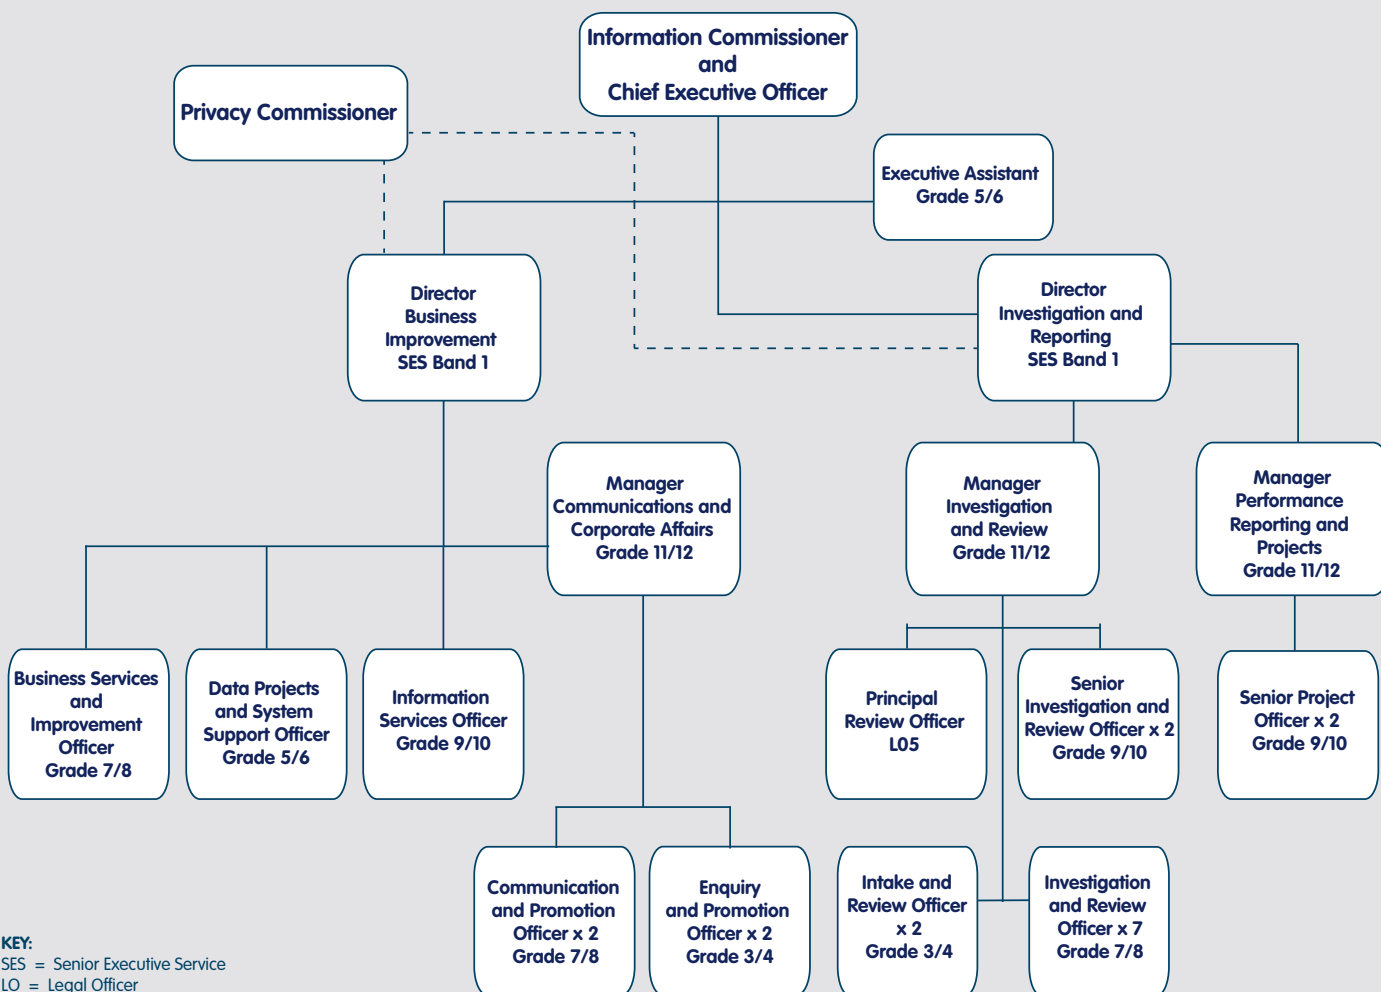 Information Commissioner
and
Chief Executive Officer
Privacy Commissioner
Executive Assistant
Grade 5/6
Director
Business
Improvement
SES Band 1
Director
Investigation and
Reporting
SES Band 1
Manager
Communications and
Corporate Affairs
Grade 11/12
Manager
Investigation
and Review
Grade 11/12
Manager
Performance
Reporting and
Projects
Grade 11/12
Business Services
and
Improvement
Officer
Grade 7/8
Data Projects
and System
Support Officer
Grade 5/6
Information
Services Officer
Grade 9/10
Principal
Review Officer
L05
Senior
Investigation and
Review Officer x 2
Grade 9/10
Senior Project
Officer x 2
Grade 9/10
Communication
and Promotion
Officer x 2
Grade 7/8
Enquiry
and Promotion
Officer x 2
Grade 3/4
Intake and
Review Officer
x 2
Grade 3/4
Investigation
and Review
Officer x 7
Grade 7/8
KEY:
SES = Senior Executive Service
LO = Legal Officer